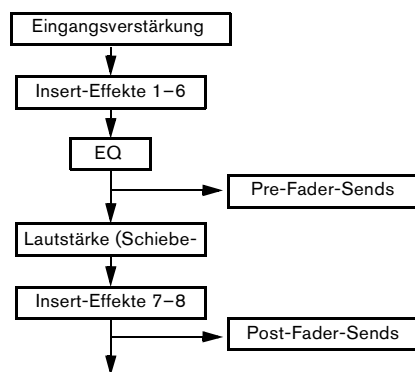 Eingangsverstärkung
Insert-Effekte 1–6
EQ
Pre-Fader-Sends
Lautstärke (Schiebe-
Insert-Effekte 7–8
Post-Fader-Sends